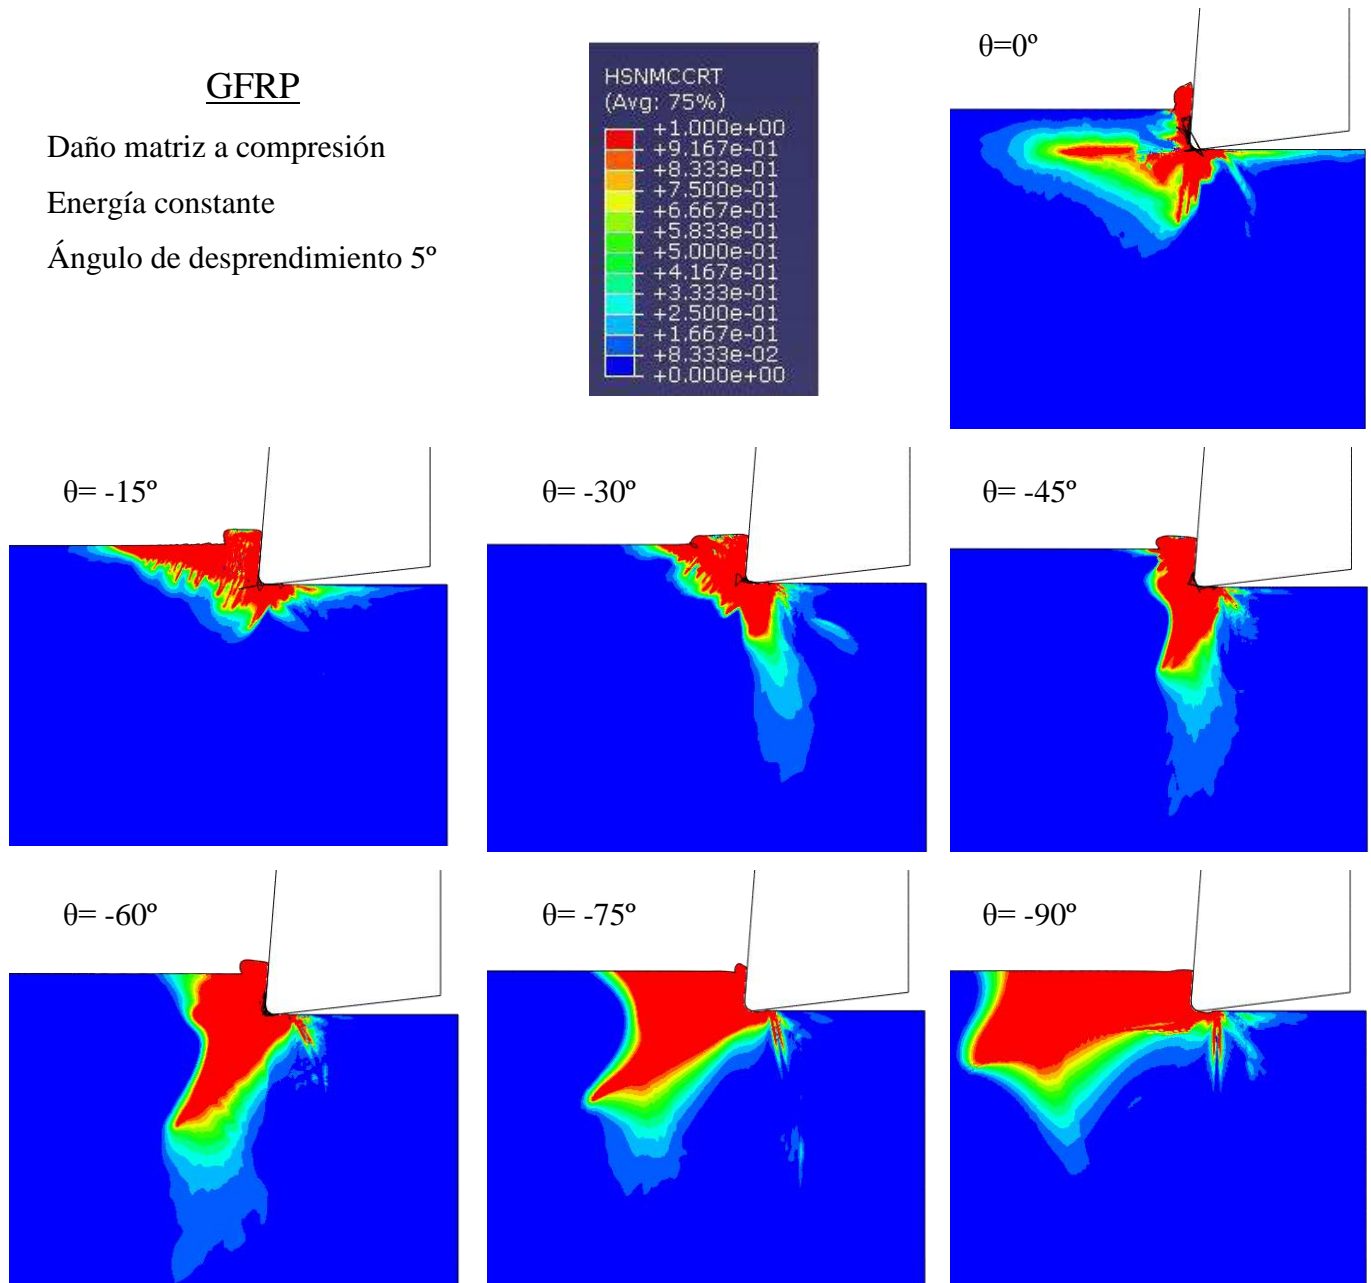 GFRP
Daño matriz a compresión
Energía constante
Ángulo de desprendimiento 5º
HSNMCCRT
(Avg: 75%)
+1.000e+00
+9.167e-01
+8.333e-01
+7.500e-01
+6.667e-01
+5.833e-01
+5.000e-01
+4.167e-01
+3.333e-01
+2.500e-01
+1.667e-01
+8.333e-02
+0.000e+00
θ=0º
θ= -15º
θ= -30º
θ= -45º
θ= -60º
θ= -75º
θ= -90º